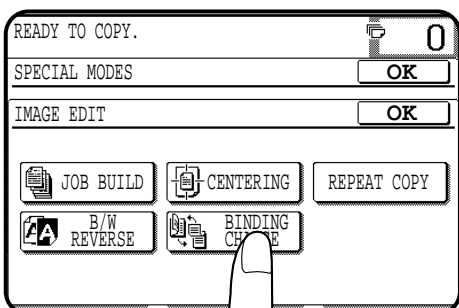 READY TO COPY.
0
SPECIAL MODES
OK
IMAGE EDIT
OK
JOB BUILD
CENTERING
REPEAT COPY
B/W
REVERSE
BINDING